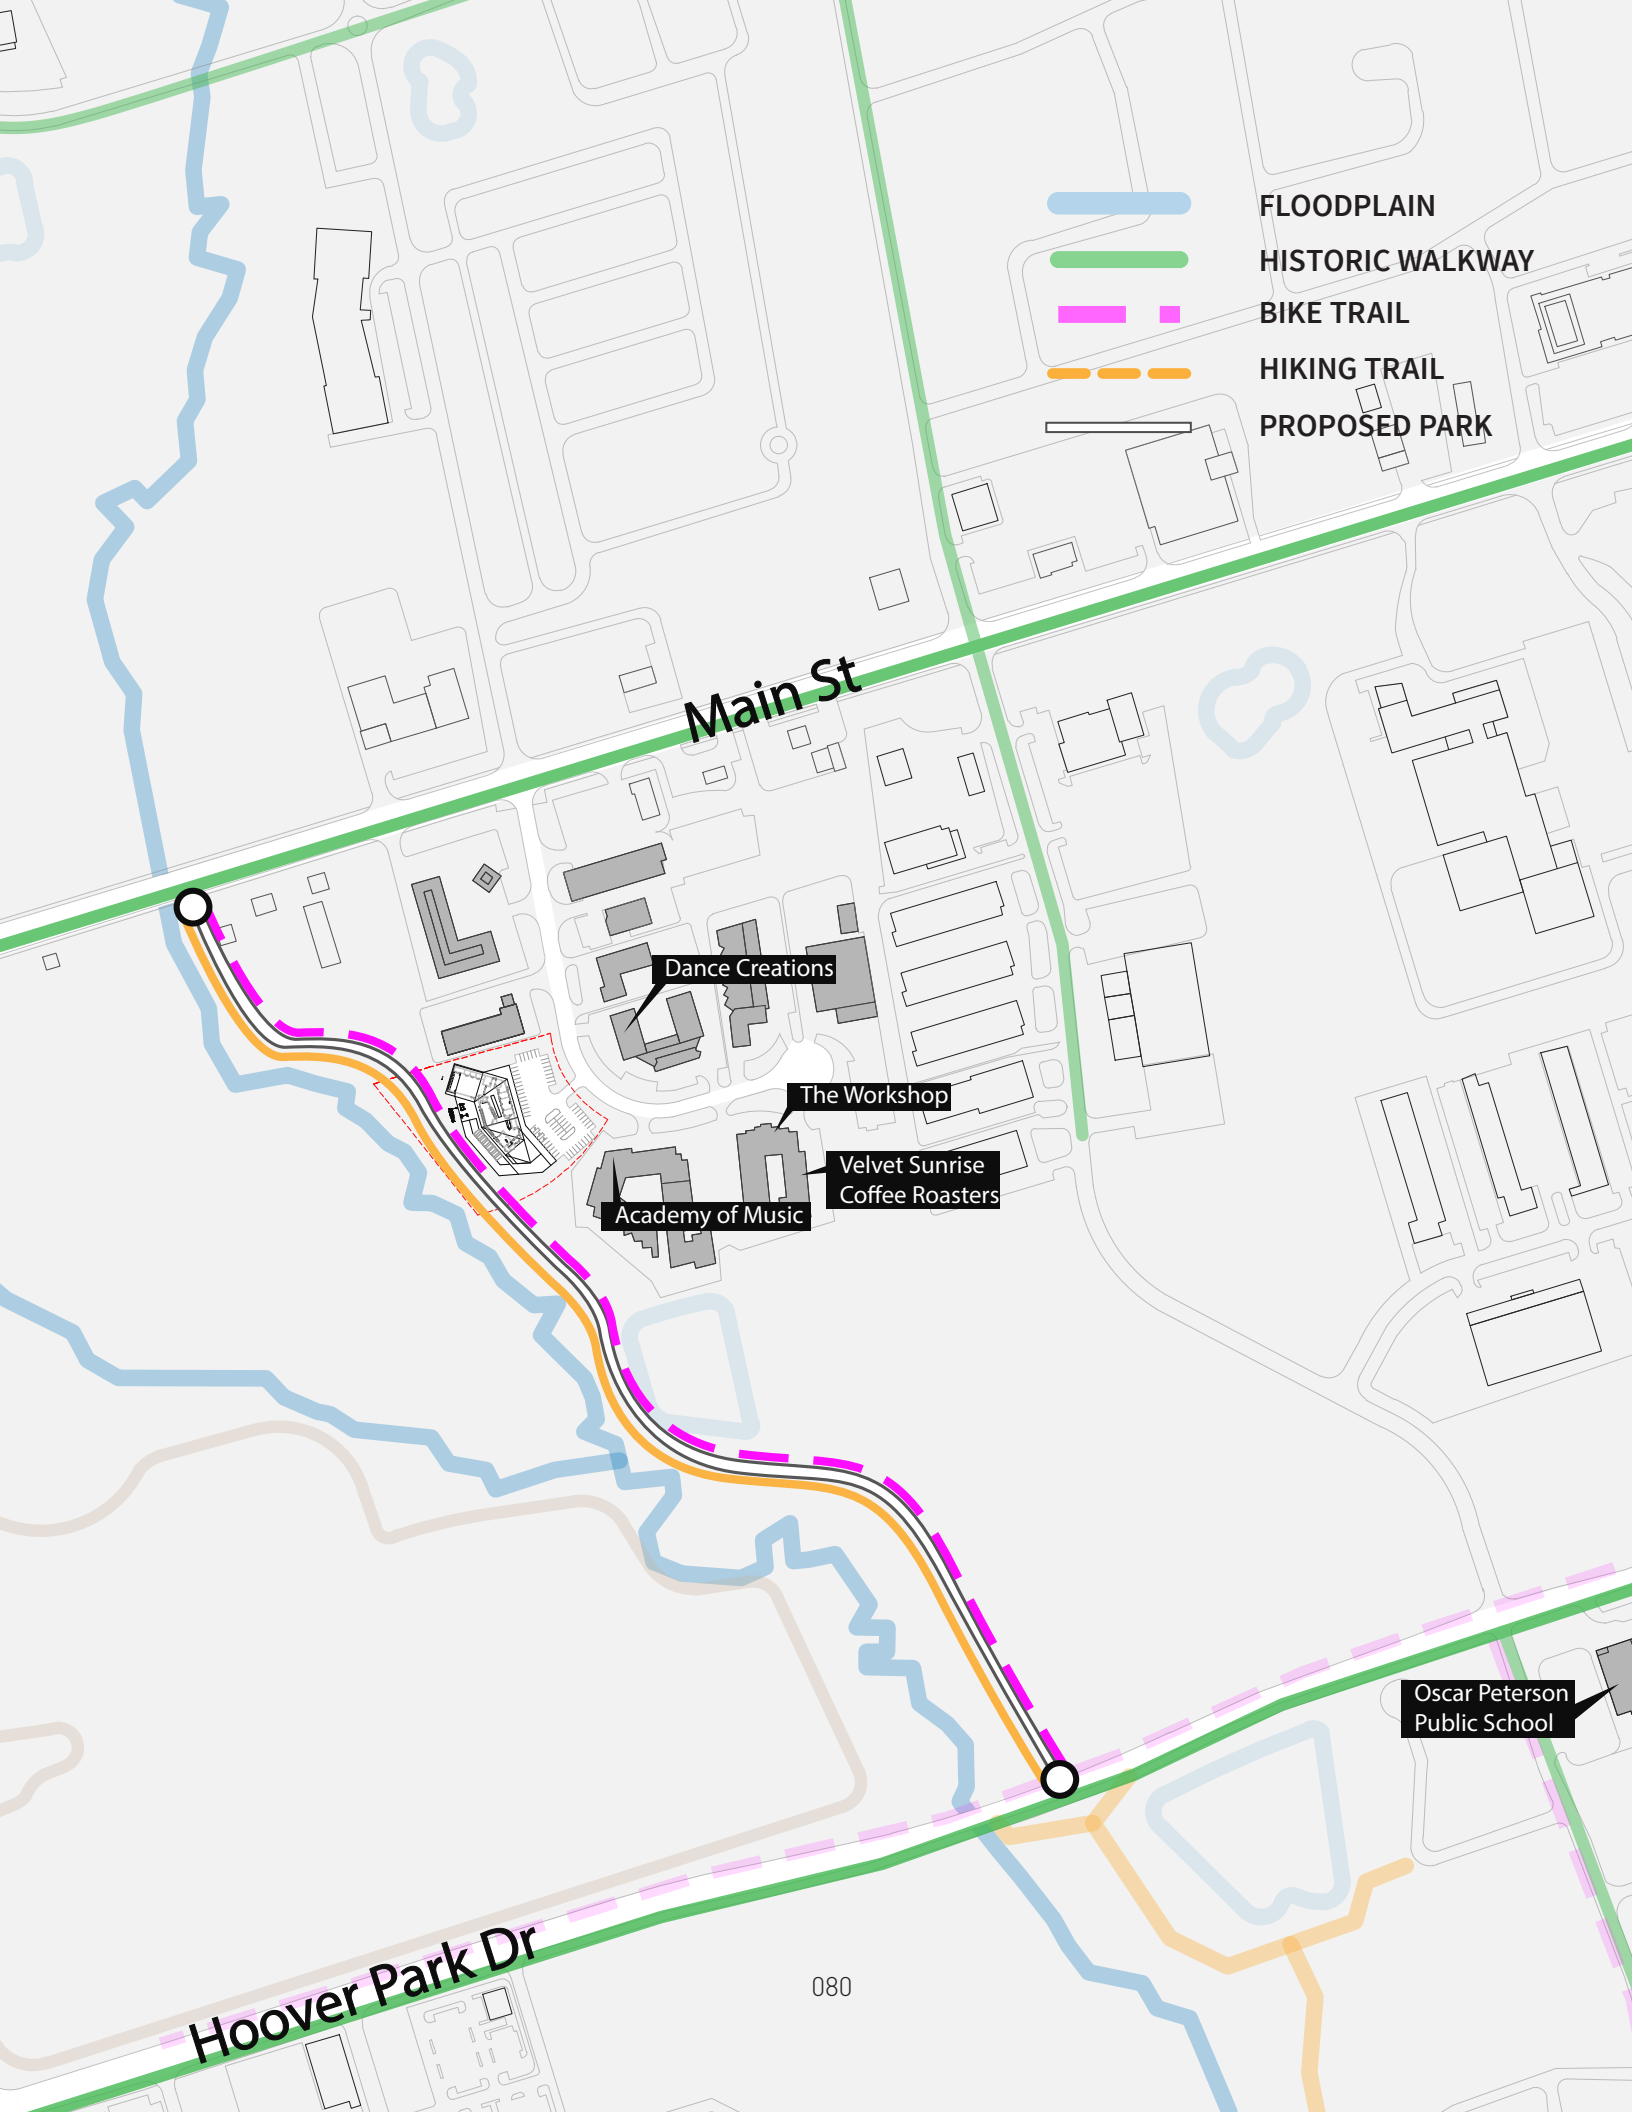 FLOODPLAIN
HISTORIC WALKWAY
BIKE TRAIL
HIKING TRAIL
PROPOSED PARK
Main St
Dance Creations
The Workshop
Velvet Sunrise
Coffee Roasters
Academy of Music
Oscar Peterson
Public School
Hoover Park Dr
080